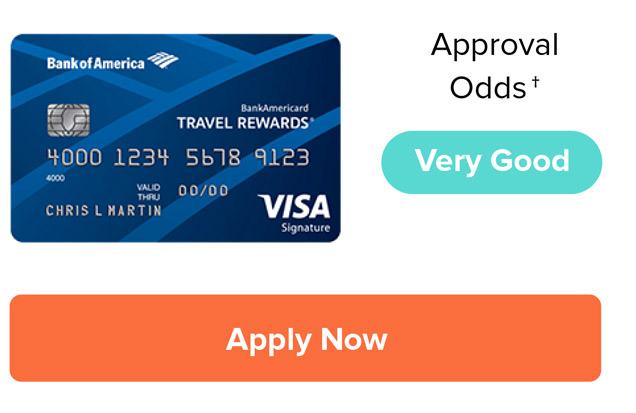 Bank of America
BankAmericard
TRAVEL REWARDS®
4000 1234 5678 9123
4000
VALID
THRU
00/00
CHRIS L MARTIN
VISA
Signature
Approval
Odds†
Very Good
Apply Now